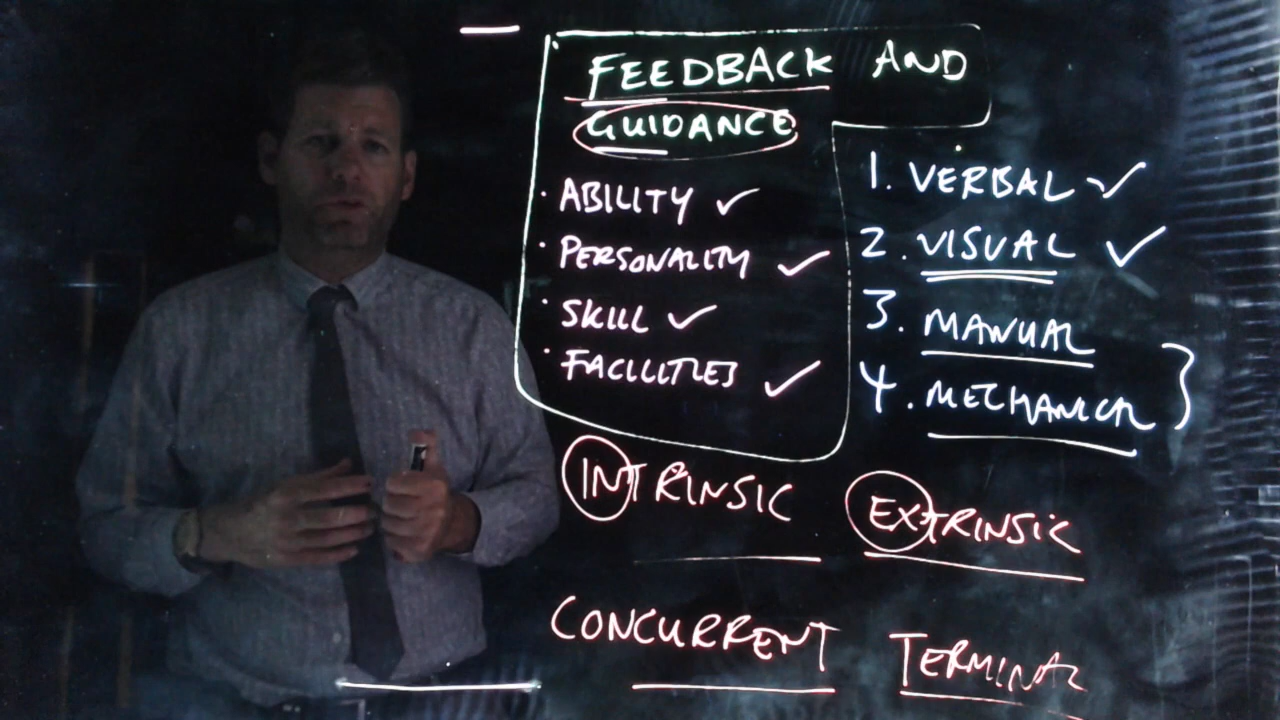 FEEDBACK AND
GUIDANCE
· ABILITY ✓
· PERSONALITY ✓
· SKILL ✓
· FACILITIES ✓
1. VERBAL ✓
2. VISUAL ✓
3. MANUAL
4. MECHANICAL
INTRINSIC
EXTRINSIC
CONCURRENT
TERMINAL